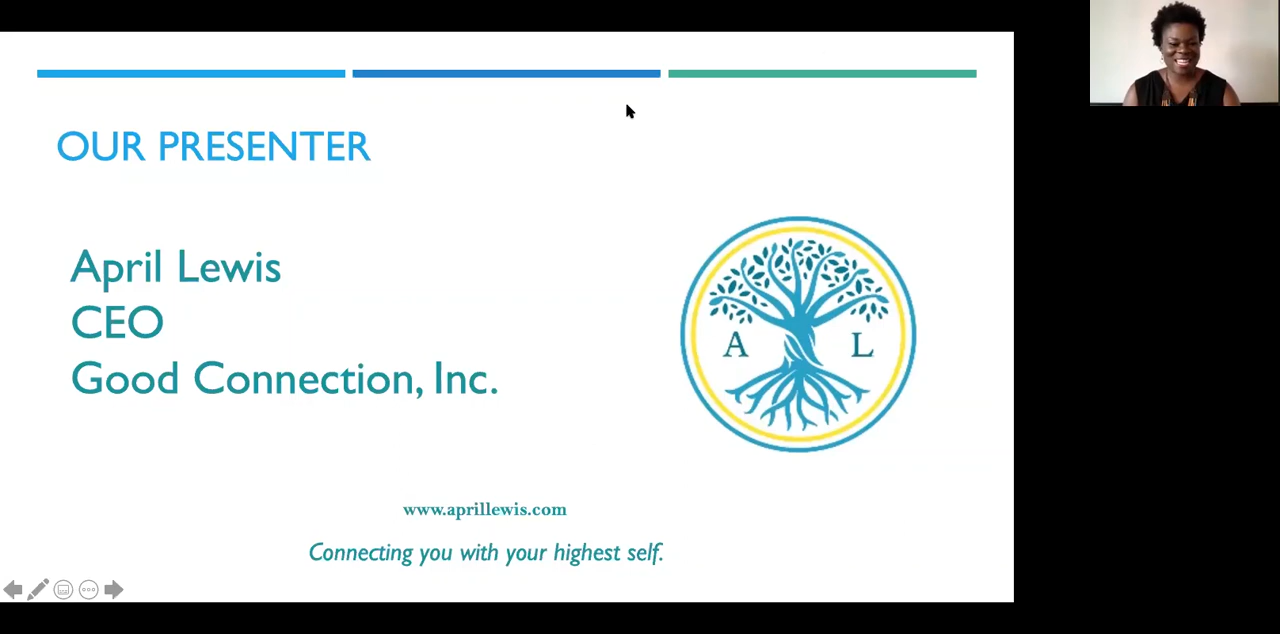 OUR PRESENTER
April Lewis
CEO
Good Connection, Inc.
A L
www.aprillewis.com
Connecting you with your highest self.